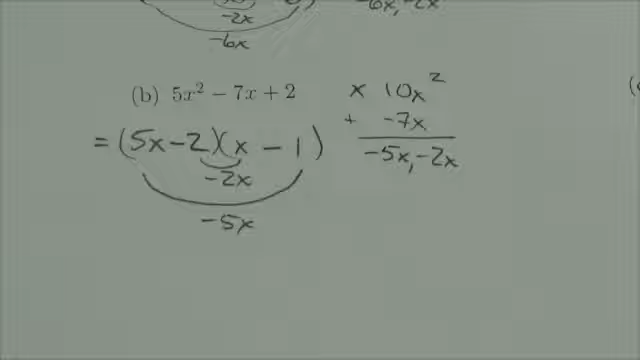 -2x
-6x
-6x, -2x
(b) 5x² − 7x + 2
x 10x²
+ -7x
-5x, -2x
= (5x − 2)(x − 1)
-2x
-5x